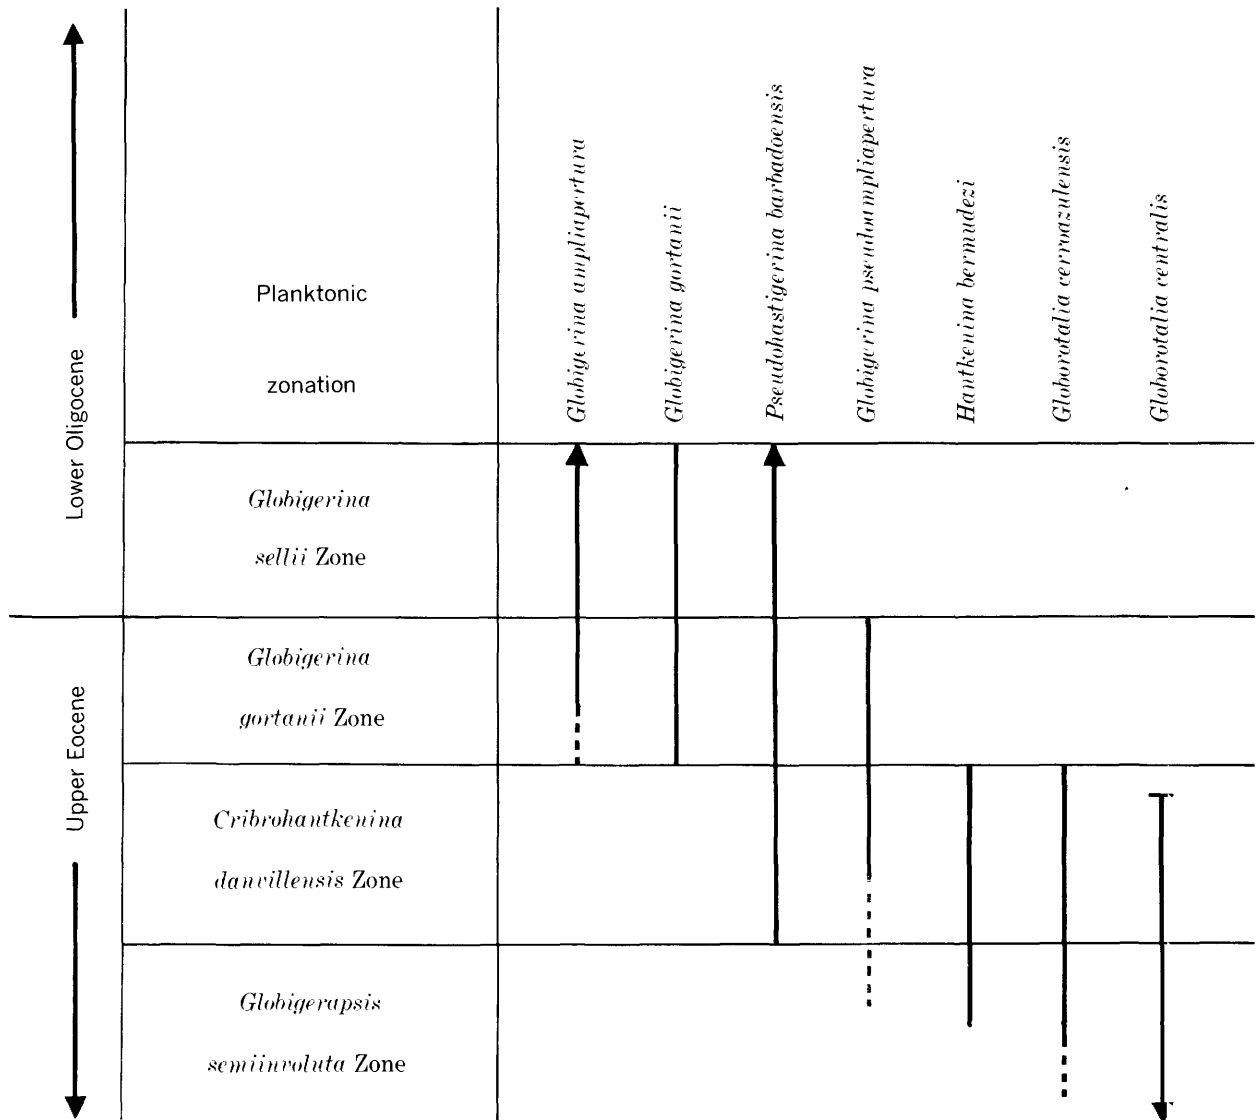 Planktonic
zonation
Globigerina ampliapertura
Globigerina gortanii
Pseudohastigerina barbadoensis
Globigerina pseudoampliapertura
Hantkenina bermudezi
Globorotalia cerroazulensis
Globorotalia centralis
Lower Oligocene
Globigerina
sellii Zone
Upper Eocene
Globigerina
gortanii Zone
Cribrohantkenina
danvillensis Zone
Globigerapsis
semiinvoluta Zone